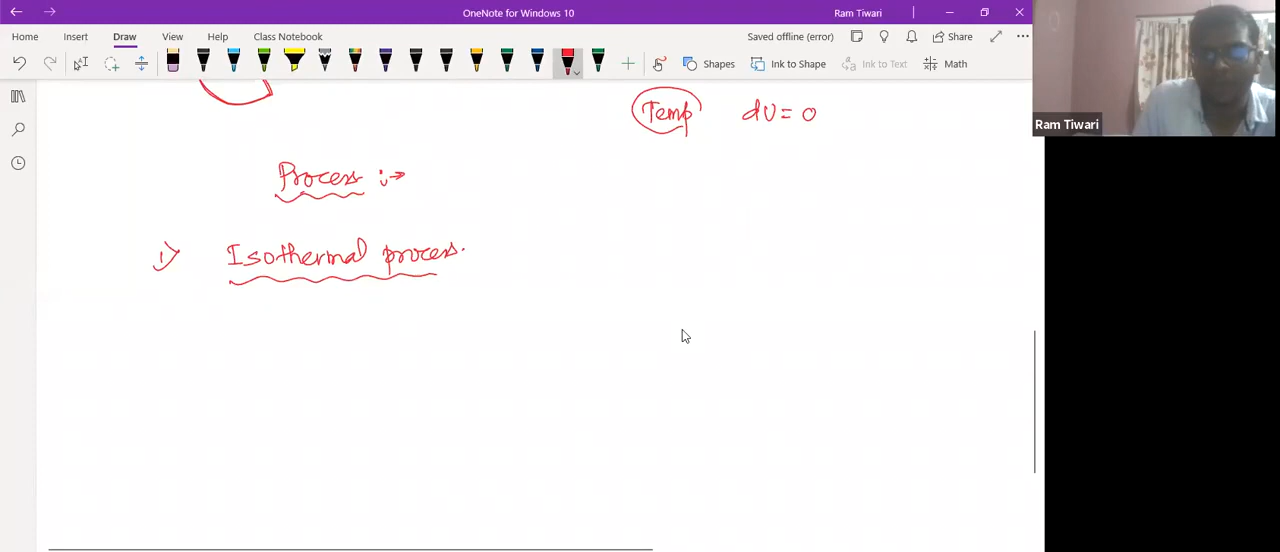 OneNote for Windows 10
Ram Tiwari
Home Insert Draw View Help Class Notebook
Saved offline (error) Share
Shapes Ink to Shape Ink to Text Math
Temp dU = 0
Ram Tiwari
Process :→
1) Isothermal process.